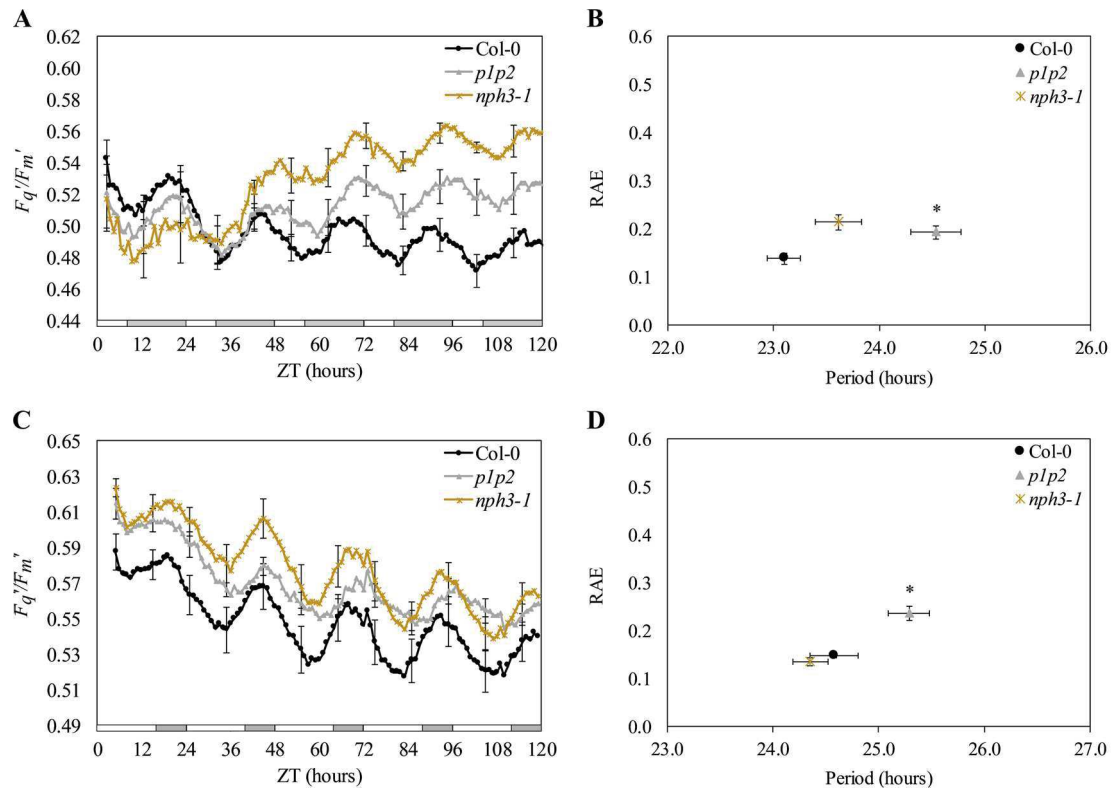 A
Fq'/Fm'
0.62
0.60
0.58
0.56
0.54
0.52
0.50
0.48
0.46
0.44
Col-0
p1p2
nph3-1
0 12 24 36 48 60 72 84 96 108 120
ZT (hours)
B
RAE
0.6
0.5
0.4
0.3
0.2
0.1
0.0
Col-0
p1p2
nph3-1
*
22.0 23.0 24.0 25.0 26.0
Period (hours)
C
Fq'/Fm'
0.65
0.63
0.61
0.59
0.57
0.55
0.53
0.51
0.49
Col-0
p1p2
nph3-1
0 12 24 36 48 60 72 84 96 108 120
ZT (hours)
D
RAE
0.6
0.5
0.4
0.3
0.2
0.1
0.0
Col-0
p1p2
nph3-1
*
23.0 24.0 25.0 26.0 27.0
Period (hours)